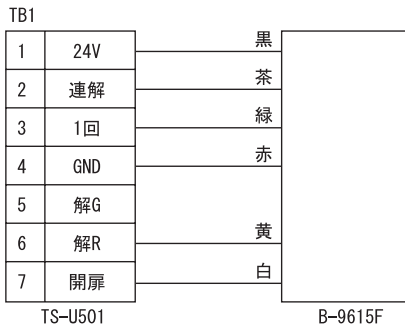 TB1
1 24V 黒
2 連解 茶
3 1回 緑
4 GND 赤
5 解G
6 解R 黄
7 開扉 白
TS-U501 B-9615F